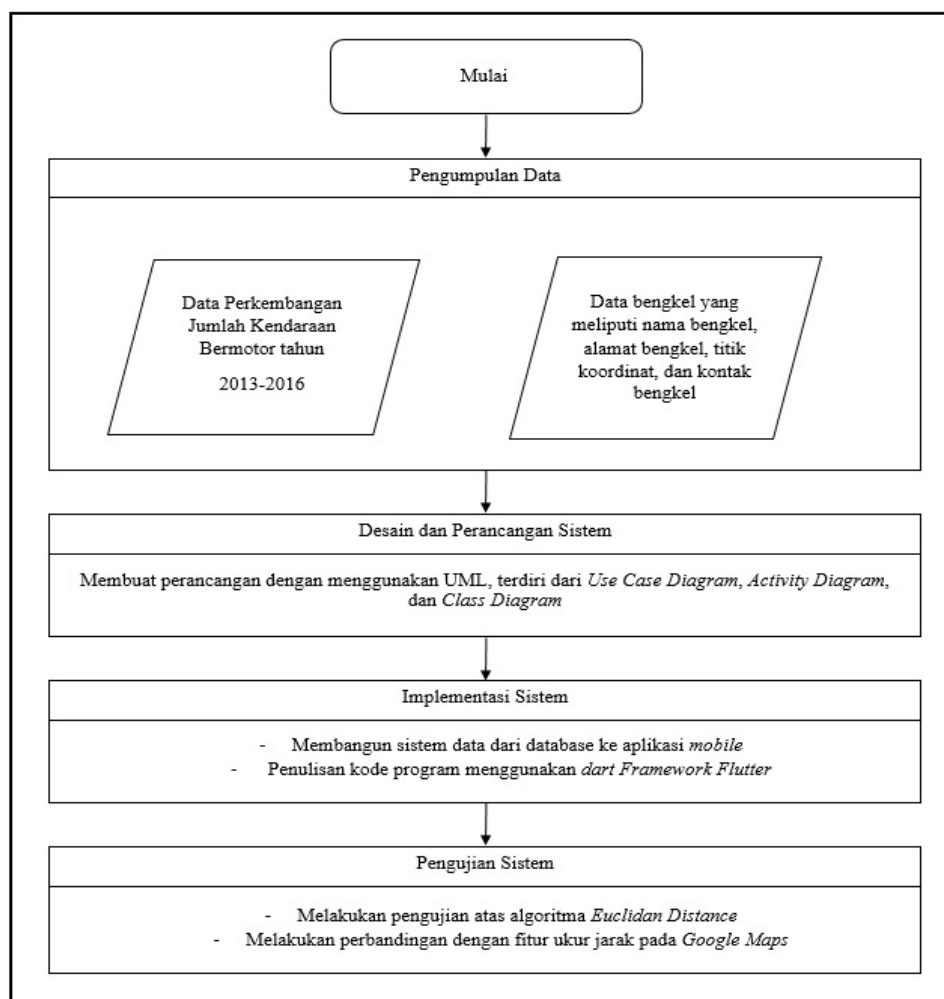 Mulai
Pengumpulan Data
Data Perkembangan
Jumlah Kendaraan
Bermotor tahun
2013-2016
Data bengkel yang
meliputi nama bengkel,
alamat bengkel, titik
koordinat, dan kontak
bengkel
Desain dan Perancangan Sistem
Membuat perancangan dengan menggunakan UML, terdiri dari Use Case Diagram, Activity Diagram,
dan Class Diagram
Implementasi Sistem
- Membangun sistem data dari database ke aplikasi mobile
- Penulisan kode program menggunakan dart Framework Flutter
Pengujian Sistem
- Melakukan pengujian atas algoritma Euclidan Distance
- Melakukan perbandingan dengan fitur ukur jarak pada Google Maps